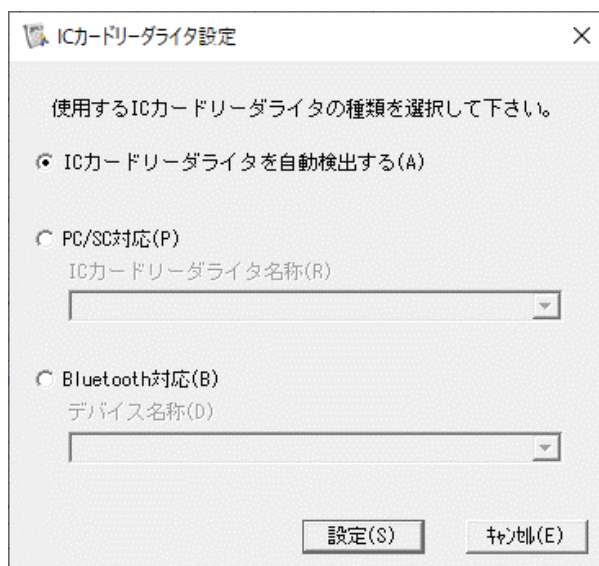 ICカードリーダライタ設定
使用するICカードリーダライタの種類を選択して下さい。
ICカードリーダライタを自動検出する(A)
PC/SC対応(P)
ICカードリーダライタ名称(R)
Bluetooth対応(B)
デバイス名称(D)
設定(S)
ｷｬﾝｾﾙ(E)